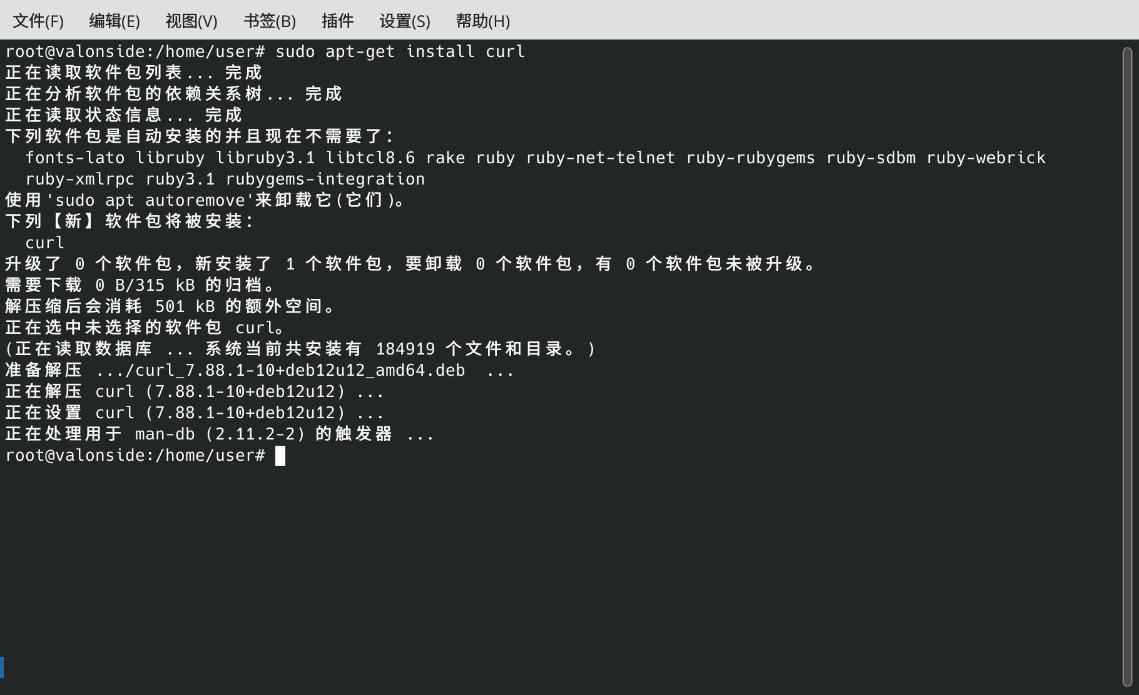 文件(F) 编辑(E) 视图(V) 书签(B) 插件 设置(S) 帮助(H)
root@valonside:/home/user# sudo apt-get install curl
正在读取软件包列表... 完成
正在分析软件包的依赖关系树... 完成
正在读取状态信息... 完成
下列软件包是自动安装的并且现在不需要了：
  fonts-lato libruby libruby3.1 libtcl8.6 rake ruby ruby-net-telnet ruby-rubygems ruby-sdbm ruby-webrick
  ruby-xmlrpc ruby3.1 rubygems-integration
使用'sudo apt autoremove'来卸载它(它们)。
下列【新】软件包将被安装：
  curl
升级了 0 个软件包，新安装了 1 个软件包，要卸载 0 个软件包，有 0 个软件包未被升级。
需要下载 0 B/315 kB 的归档。
解压缩后会消耗 501 kB 的额外空间。
正在选中未选择的软件包 curl。
(正在读取数据库 ... 系统当前共安装有 184919 个文件和目录。)
准备解压 .../curl_7.88.1-10+deb12u12_amd64.deb  ...
正在解压 curl (7.88.1-10+deb12u12) ...
正在设置 curl (7.88.1-10+deb12u12) ...
正在处理用于 man-db (2.11.2-2) 的触发器 ...
root@valonside:/home/user#